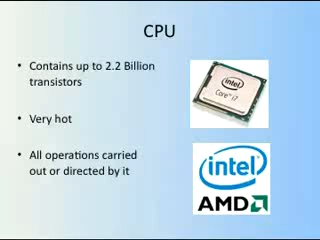 CPU
• Contains up to 2.2 Billion
transistors
• Very hot
• All operations carried
out or directed by it
intel
Core™ i7
intel
AMD